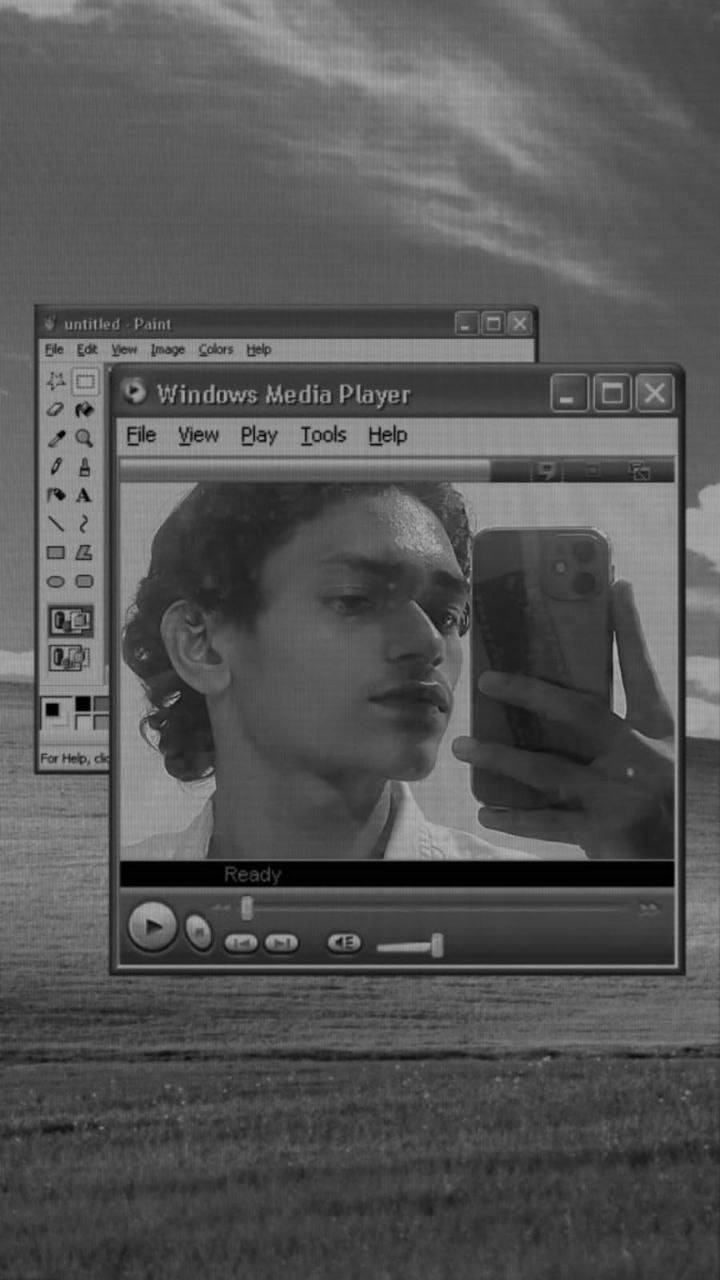 untitled - Paint
File Edit View Image Colors Help
Windows Media Player
File View Play Tools Help
A
For Help, clic
Ready